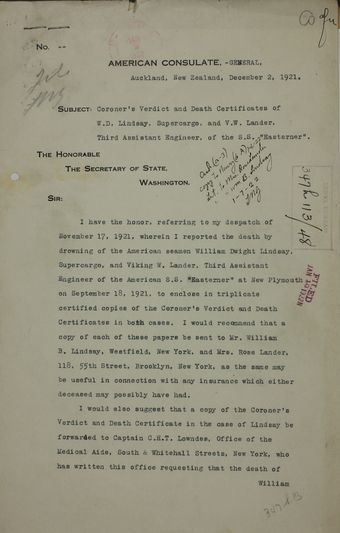 No. --
AMERICAN CONSULATE, -GENERAL,
Auckland, New Zealand, December 2, 1921.
SUBJECT: Coroner's Verdict and Death Certificates of
W.D. Lindsay, Supercargo, and V.W. Lander,
Third Assistant Engineer, of the S.S. "Easterner".
THE HONORABLE
THE SECRETARY OF STATE,
WASHINGTON.
SIR:
I have the honor, referring to my despatch of
November 17, 1921, wherein I reported the death by
drowning of the American seamen William Dwight Lindsay,
Supercargo, and Viking W. Lander, Third Assistant
Engineer of the American S.S. "Easterner" at New Plymouth
on September 18, 1921, to enclose in triplicate
certified copies of the Coroner's Verdict and Death
Certificates in both cases. I would recommend that a
copy of each of these papers be sent to Mr. William
B. Lindsay, Westfield, New York, and Mrs. Rose Lander,
118, 55th Street, Brooklyn, New York, as the same may
be useful in connection with any insurance which either
deceased may possibly have had.
I would also suggest that a copy of the Coroner's
Verdict and Death Certificate in the case of Lindsay be
forwarded to Captain C.H.T. Lowndes, Office of the
Medical Aide, South & Whitehall Streets, New York, who
has written this office requesting that the death of
William
1-7-22
347h.113/48
FILED
JAN